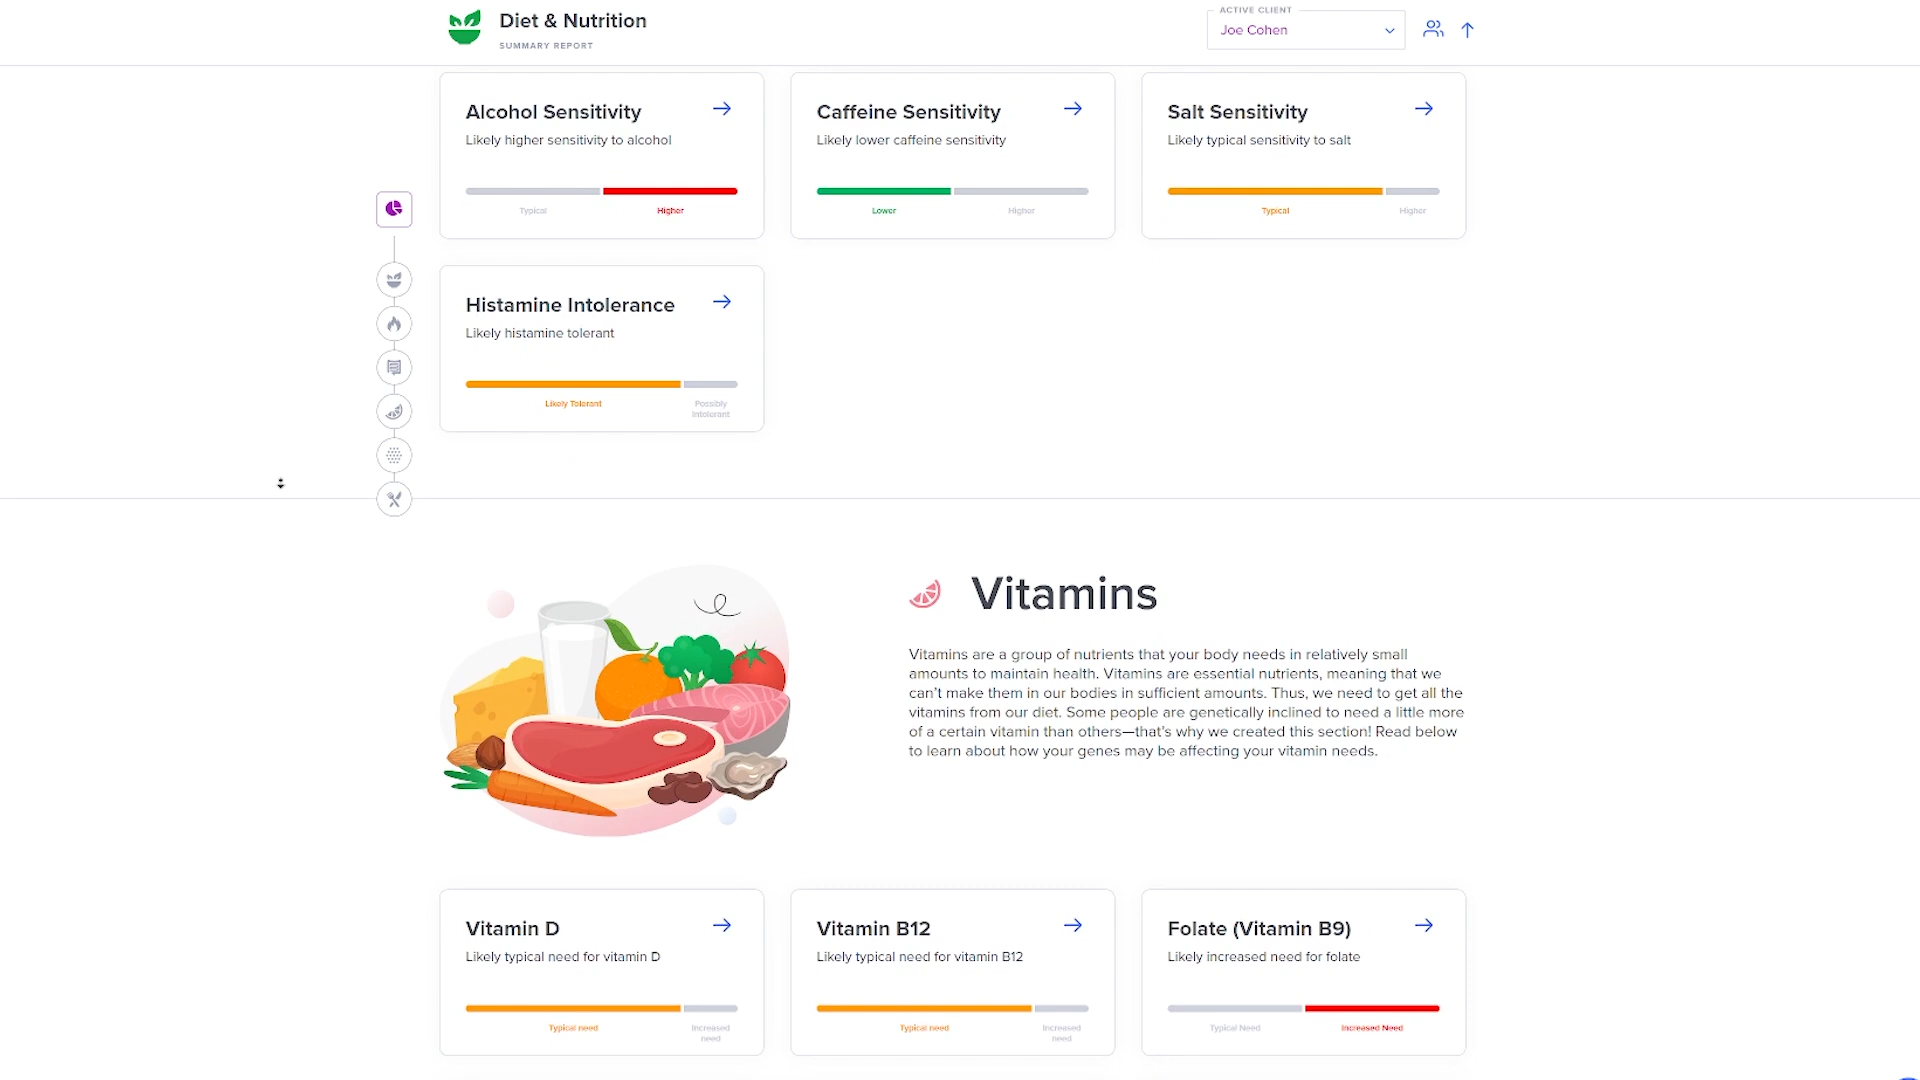 Diet & Nutrition
SUMMARY REPORT
ACTIVE CLIENT
Joe Cohen
Alcohol Sensitivity
Likely higher sensitivity to alcohol
Typical
Higher
Caffeine Sensitivity
Likely lower caffeine sensitivity
Lower
Higher
Salt Sensitivity
Likely typical sensitivity to salt
Typical
Higher
Histamine Intolerance
Likely histamine tolerant
Likely Tolerant
Possibly
Intolerant
Vitamins
Vitamins are a group of nutrients that your body needs in relatively small
amounts to maintain health. Vitamins are essential nutrients, meaning that we
can't make them in our bodies in sufficient amounts. Thus, we need to get all the
vitamins from our diet. Some people are genetically inclined to need a little more
of a certain vitamin than others—that's why we created this section! Read below
to learn about how your genes may be affecting your vitamin needs.
Vitamin D
Likely typical need for vitamin D
Typical need
Increased
need
Vitamin B12
Likely typical need for vitamin B12
Typical need
Increased
need
Folate (Vitamin B9)
Likely increased need for folate
Typical Need
Increased Need